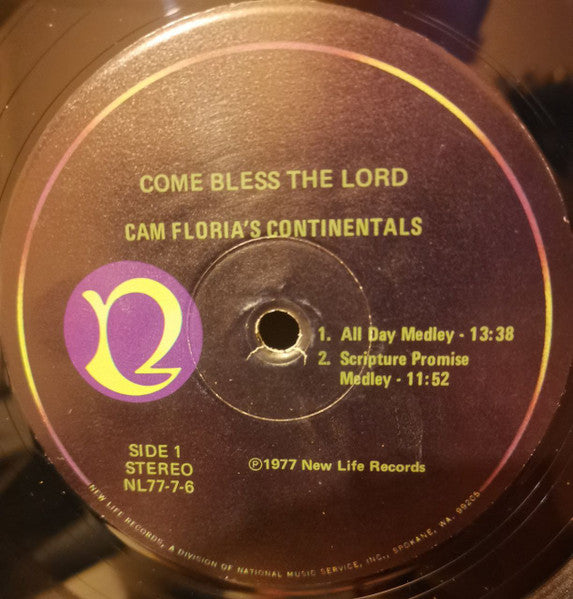 COME BLESS THE LORD
CAM FLORIA'S CONTINENTALS
1. All Day Medley - 13:38
2. Scripture Promise
Medley - 11:52
SIDE 1
STEREO
NL77-7-6
℗1977 New Life Records
NEW LIFE RECORDS, A DIVISION OF NATIONAL MUSIC SERVICE, INC., SPOKANE, WA. 99205